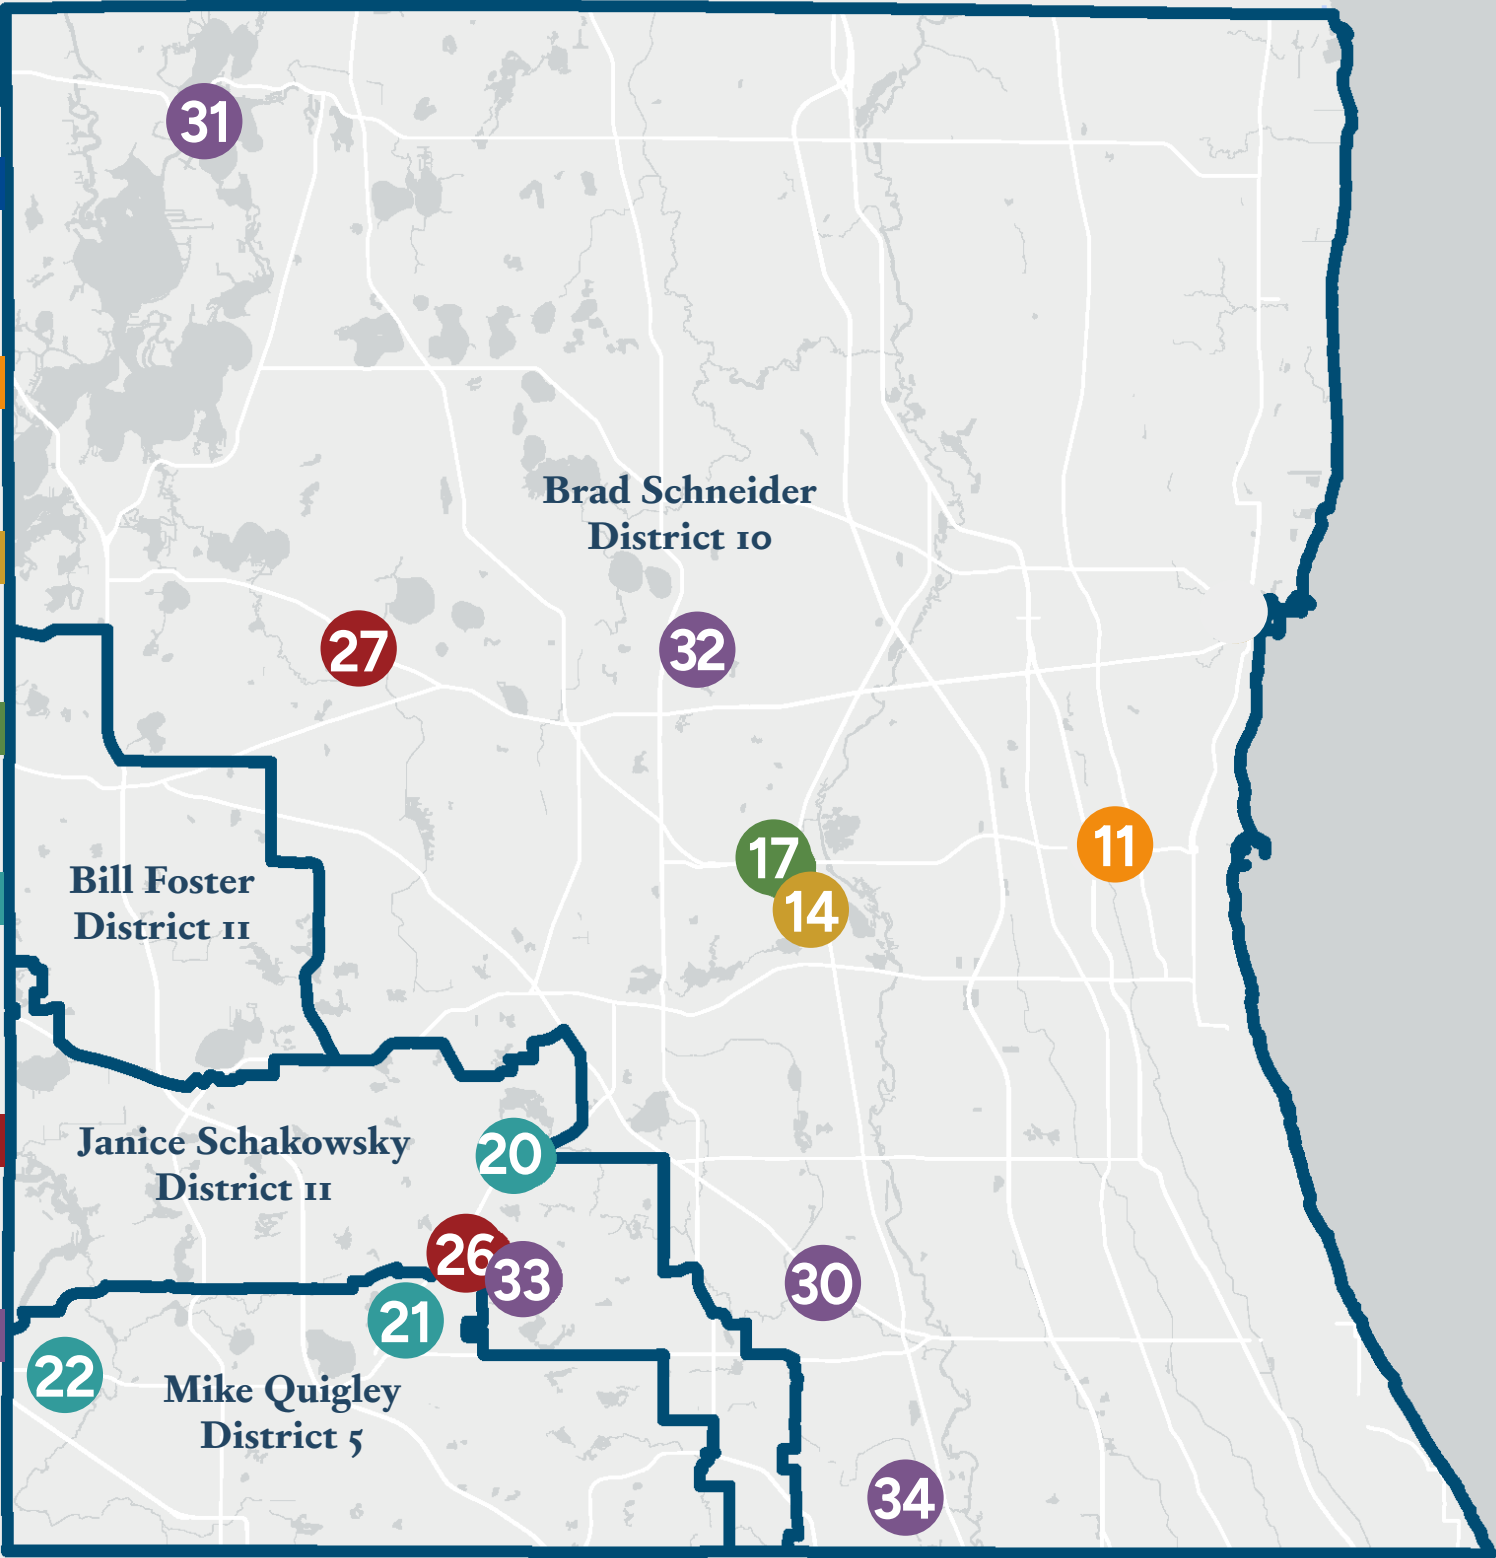 31
Brad Schneider
District 10
27
32
17
11
14
Bill Foster
District 11
Janice Schakowsky
District 11
20
26
33
30
21
22
Mike Quigley
District 5
34